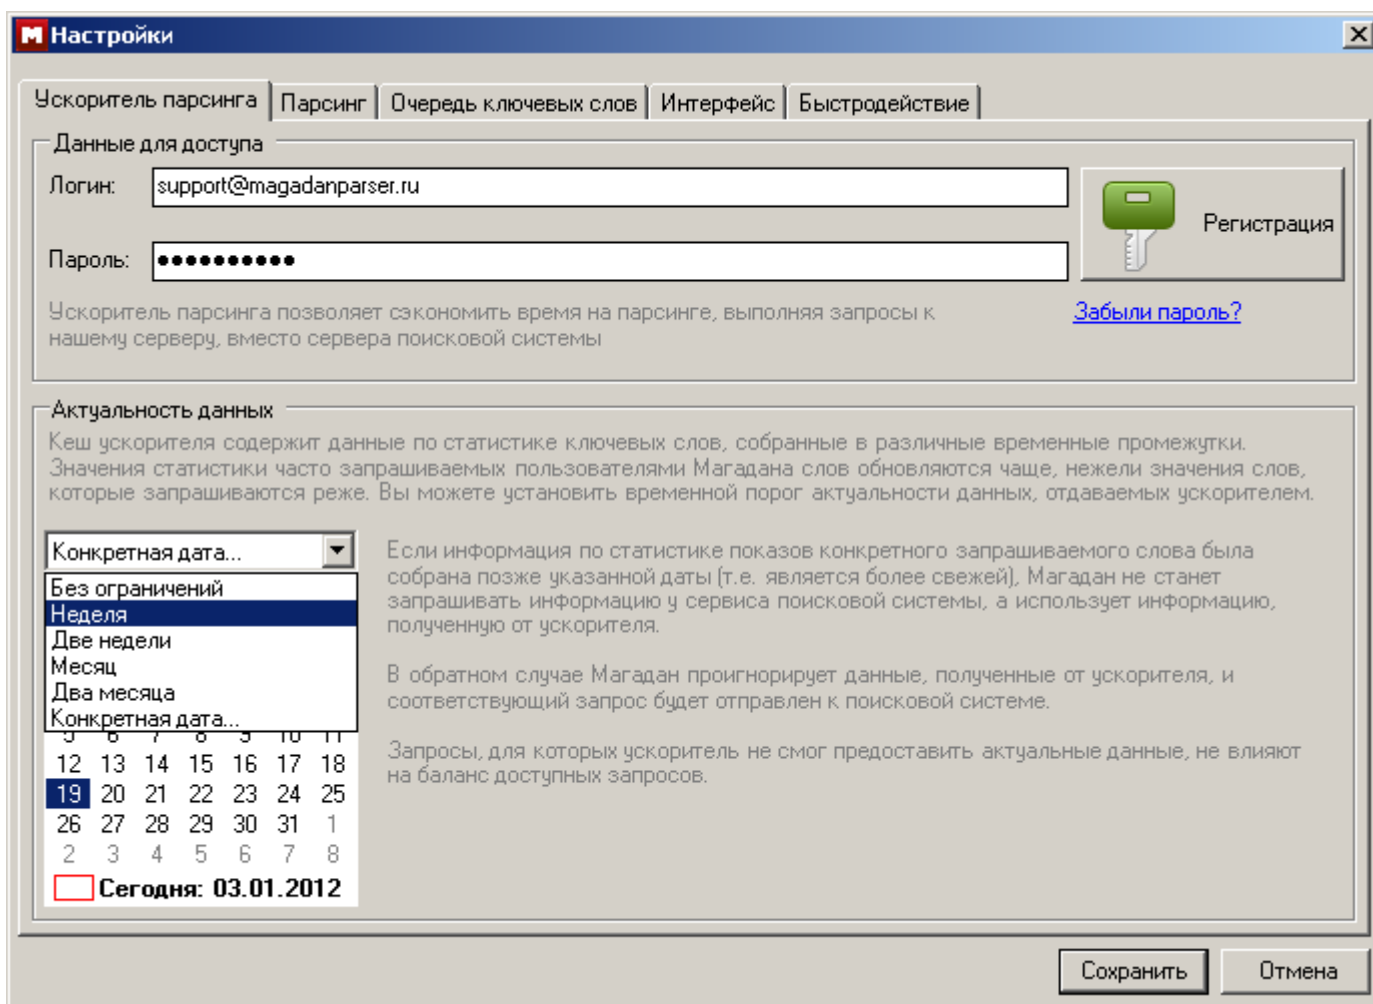 M Настройки
Ускоритель парсинга Парсинг Очередь ключевых слов Интерфейс Быстродействие
Данные для доступа
Логин: support@magadanparser.ru
Регистрация
Пароль: ●●●●●●●●●●
Ускоритель парсинга позволяет сэкономить время на парсинге, выполняя запросы к
нашему серверу, вместо сервера поисковой системы
Забыли пароль?
Актуальность данных
Кеш ускорителя содержит данные по статистике ключевых слов, собранные в различные временные промежутки.
Значения статистики часто запрашиваемых пользователями Магадана слов обновляются чаще, нежели значения слов,
которые запрашиваются реже. Вы можете установить временной порог актуальности данных, отдаваемых ускорителем.
Конкретная дата...
Без ограничений
Неделя
Две недели
Месяц
Два месяца
Конкретная дата...
5 6 7 8 9 10 11
12 13 14 15 16 17 18
19 20 21 22 23 24 25
26 27 28 29 30 31 1
2 3 4 5 6 7 8
Сегодня: 03.01.2012
Если информация по статистике показов конкретного запрашиваемого слова была
собрана позже указанной даты (т.е. является более свежей), Магадан не станет
запрашивать информацию у сервиса поисковой системы, а использует информацию,
полученную от ускорителя.
В обратном случае Магадан проигнорирует данные, полученные от ускорителя, и
соответствующий запрос будет отправлен к поисковой системе.
Запросы, для которых ускоритель не смог предоставить актуальные данные, не влияют
на баланс доступных запросов.
Сохранить Отмена